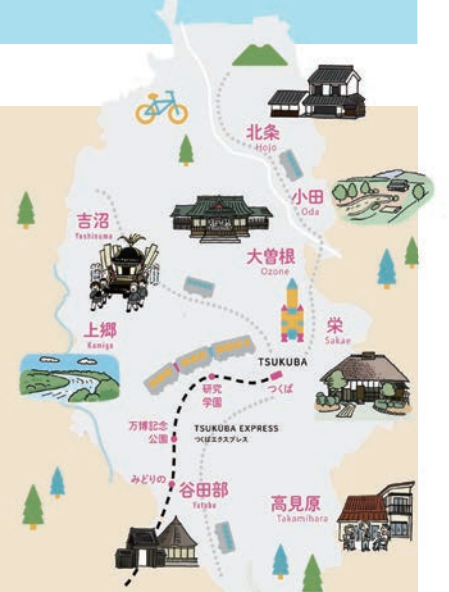 北条
Hojo
小田
Oda
吉沼
Yoshinuma
大曽根
Ozone
上郷
Kamigo
栄
Sakae
TSUKUBA
つくば
研究
学園
万博記念
公園
TSUKUBA EXPRESS
つくばエクスプレス
みどりの
谷田部
Yatabe
高見原
Takamihara